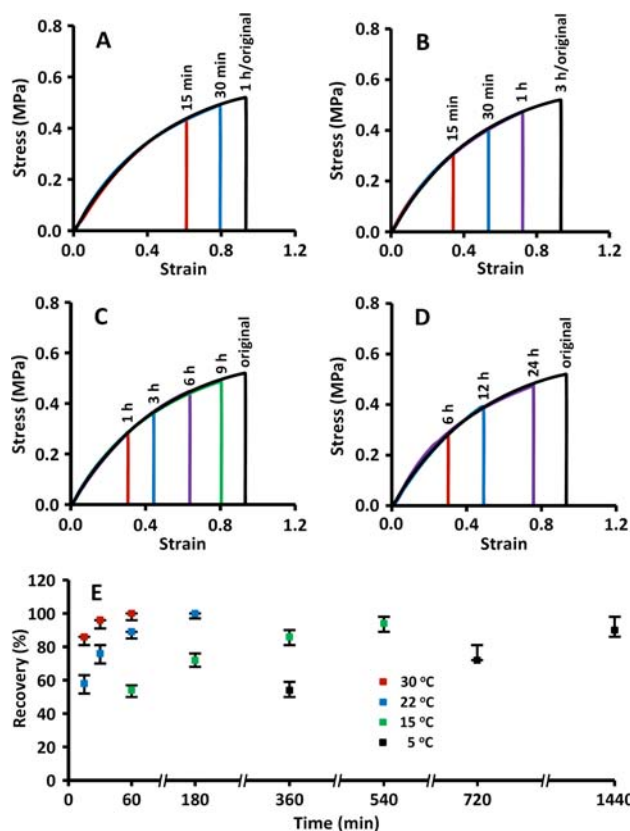 A
B
Stress (MPa)
0.8
0.6
0.4
0.2
0.0
15 min
30 min
1 h/original
0.0 0.4 0.8 1.2
Strain
Stress (MPa)
0.8
0.6
0.4
0.2
0.0
15 min
30 min
1 h
3 h/original
0.0 0.4 0.8 1.2
Strain
C
D
Stress (MPa)
0.8
0.6
0.4
0.2
0.0
1 h
3 h
6 h
9 h
original
0.0 0.4 0.8 1.2
Strain
Stress (MPa)
0.8
0.6
0.4
0.2
0.0
6 h
12 h
24 h
original
0.0 0.4 0.8 1.2
Strain
E
Recovery (%)
120
100
80
60
40
20
0
30 °C
22 °C
15 °C
5 °C
0 60 180 360 540 720 1440
Time (min)